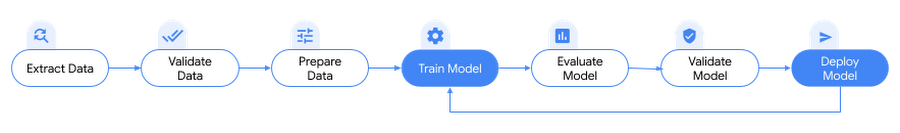 Extract Data
Validate
Data
Prepare
Data
Train Model
Evaluate
Model
Validate
Model
Deploy
Model